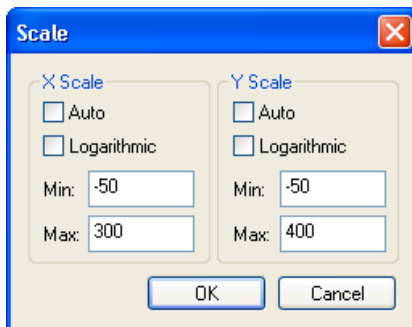 Scale
X Scale
Auto
Logarithmic
Min: -50
Max: 300
Y Scale
Auto
Logarithmic
Min: -50
Max: 400
OK
Cancel